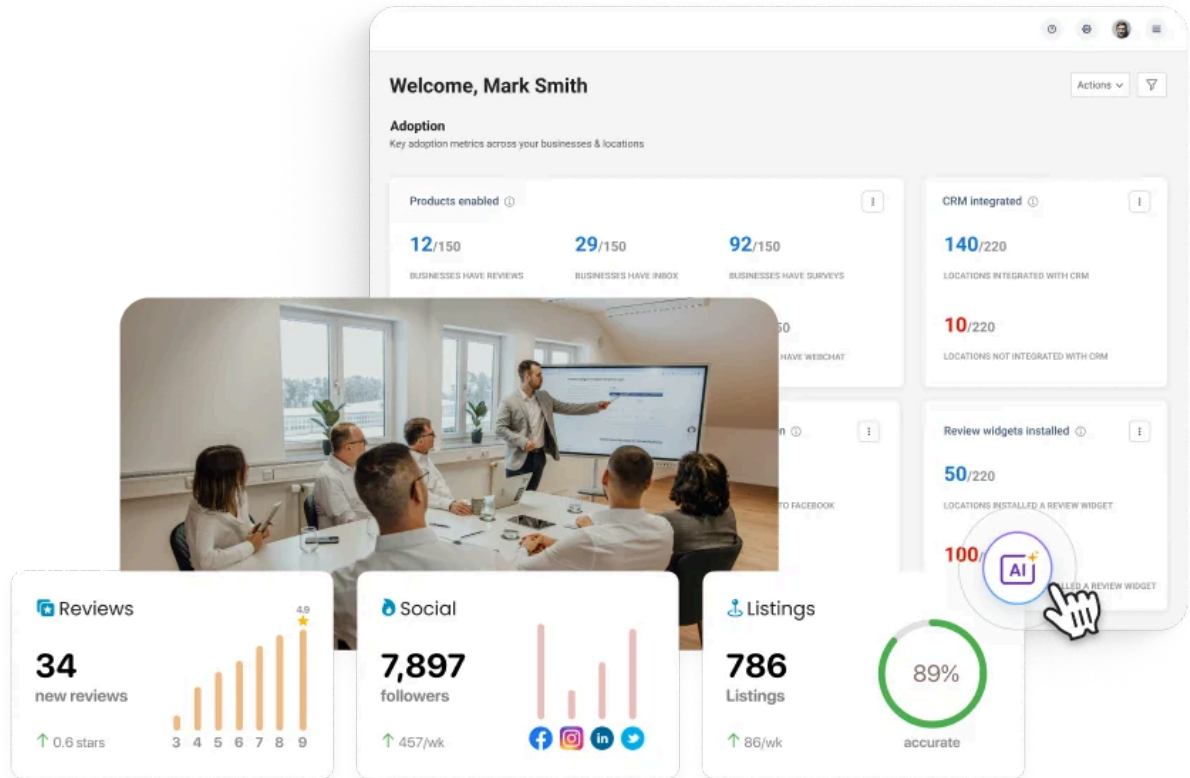 Welcome, Mark Smith
Actions
Adoption
Key adoption metrics across your businesses & locations
Products enabled
12/150
29/150
92/150
BUSINESSES HAVE REVIEWS
BUSINESSES HAVE INBOX
BUSINESSES HAVE SURVEYS
50
HAVE WEBCHAT
CRM integrated
140/220
LOCATIONS INTEGRATED WITH CRM
10/220
LOCATIONS NOT INTEGRATED WITH CRM
n
TO FACEBOOK
Review widgets installed
50/220
LOCATIONS INSTALLED A REVIEW WIDGET
100/
AI
LLED A REVIEW WIDGET
Reviews
4.9
34
new reviews
0.6 stars
3 4 5 6 7 8 9
Social
7,897
followers
457/wk
in
Listings
786
Listings
86/wk
89%
accurate